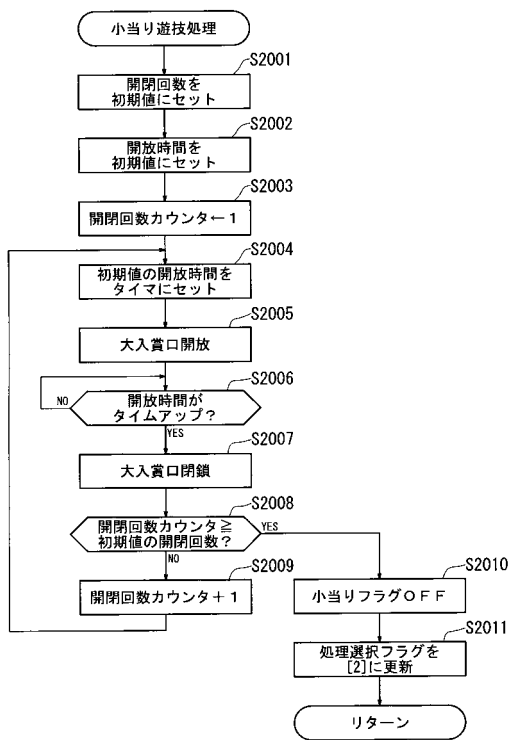 小当り遊技処理
S2001
開閉回数を
初期値にセット
S2002
開放時間を
初期値にセット
S2003
開閉回数カウンタ←1
S2004
初期値の開放時間を
タイマにセット
S2005
大入賞口開放
S2006
開放時間が
タイムアップ？
NO
YES
S2007
大入賞口閉鎖
S2008
開閉回数カウンタ≧
初期値の開閉回数？
YES
NO
S2009
開閉回数カウンタ＋1
S2010
小当りフラグOFF
S2011
処理選択フラグを
[2]に更新
リターン